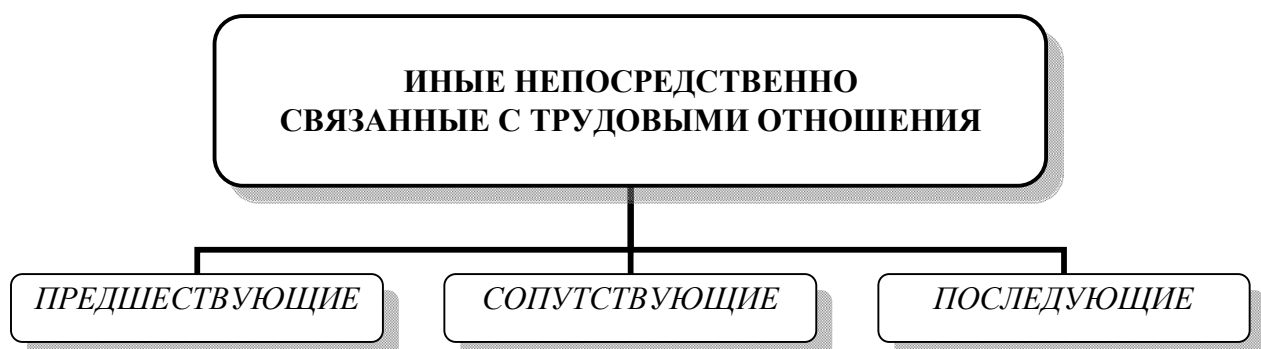 ИНЫЕ НЕПОСРЕДСТВЕННО
СВЯЗАННЫЕ С ТРУДОВЫМИ ОТНОШЕНИЯ
ПРЕДШЕСТВУЮЩИЕ
СОПУТСТВУЮЩИЕ
ПОСЛЕДУЮЩИЕ